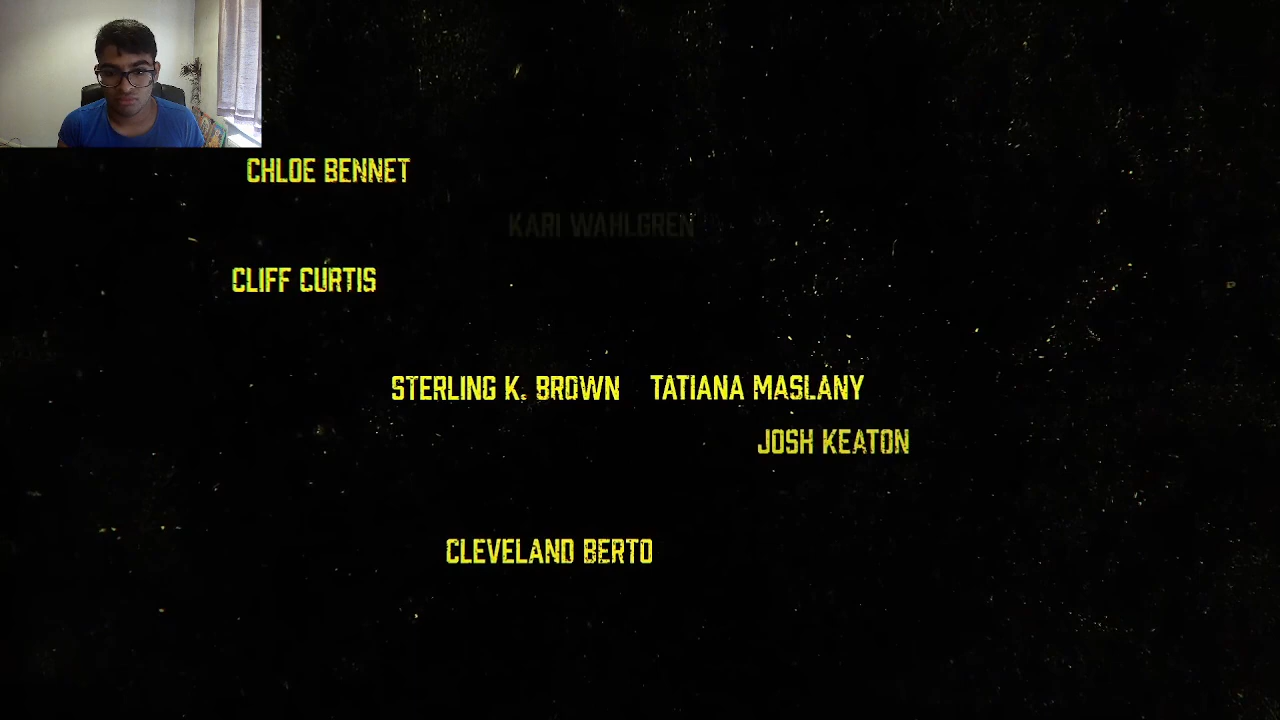 CHLOE BENNET
KARI WAHLGREN
CLIFF CURTIS
STERLING K. BROWN TATIANA MASLANY
JOSH KEATON
CLEVELAND BERTO